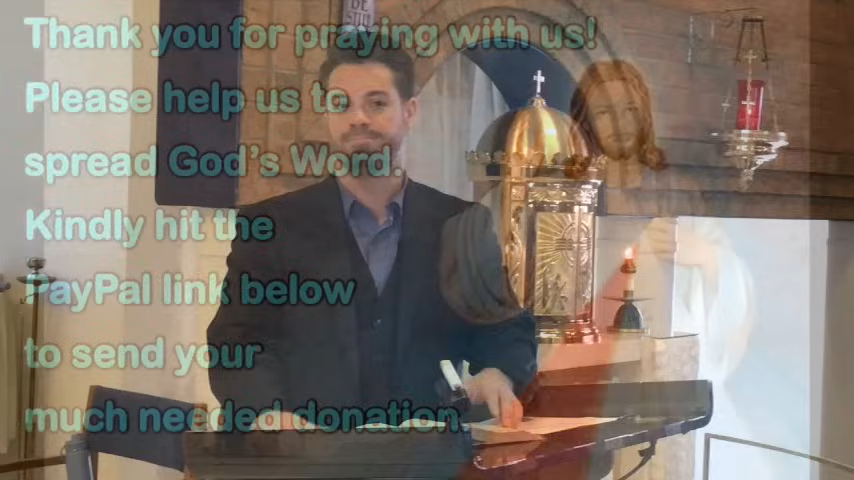 BE
Thank you for praying with us!
Please help us to
spread God's Word.
Kindly hit the
PayPal link below
to send your
much needed donation.